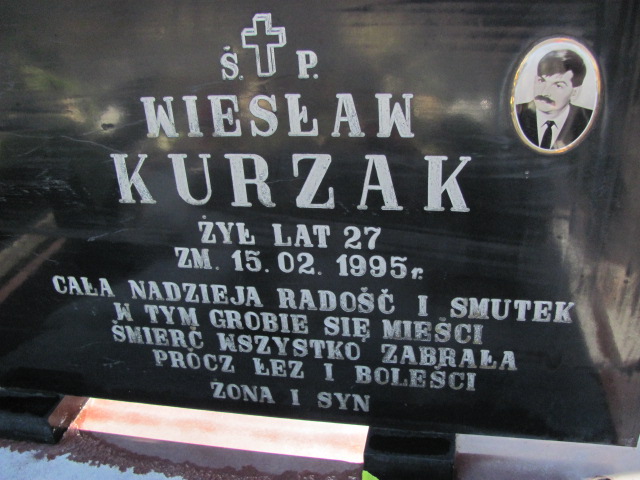 Ś. P.
WIESŁAW
KURZAK
ŻYŁ LAT 27
ZM. 15.02.1995r.
CAŁA NADZIEJA RADOŚĆ I SMUTEK
W TYM GROBIE SIĘ MIEŚCI
ŚMIERĆ WSZYSTKO ZABRAŁA
PRÓCZ ŁEZ I BOLEŚCI
ŻONA I SYN